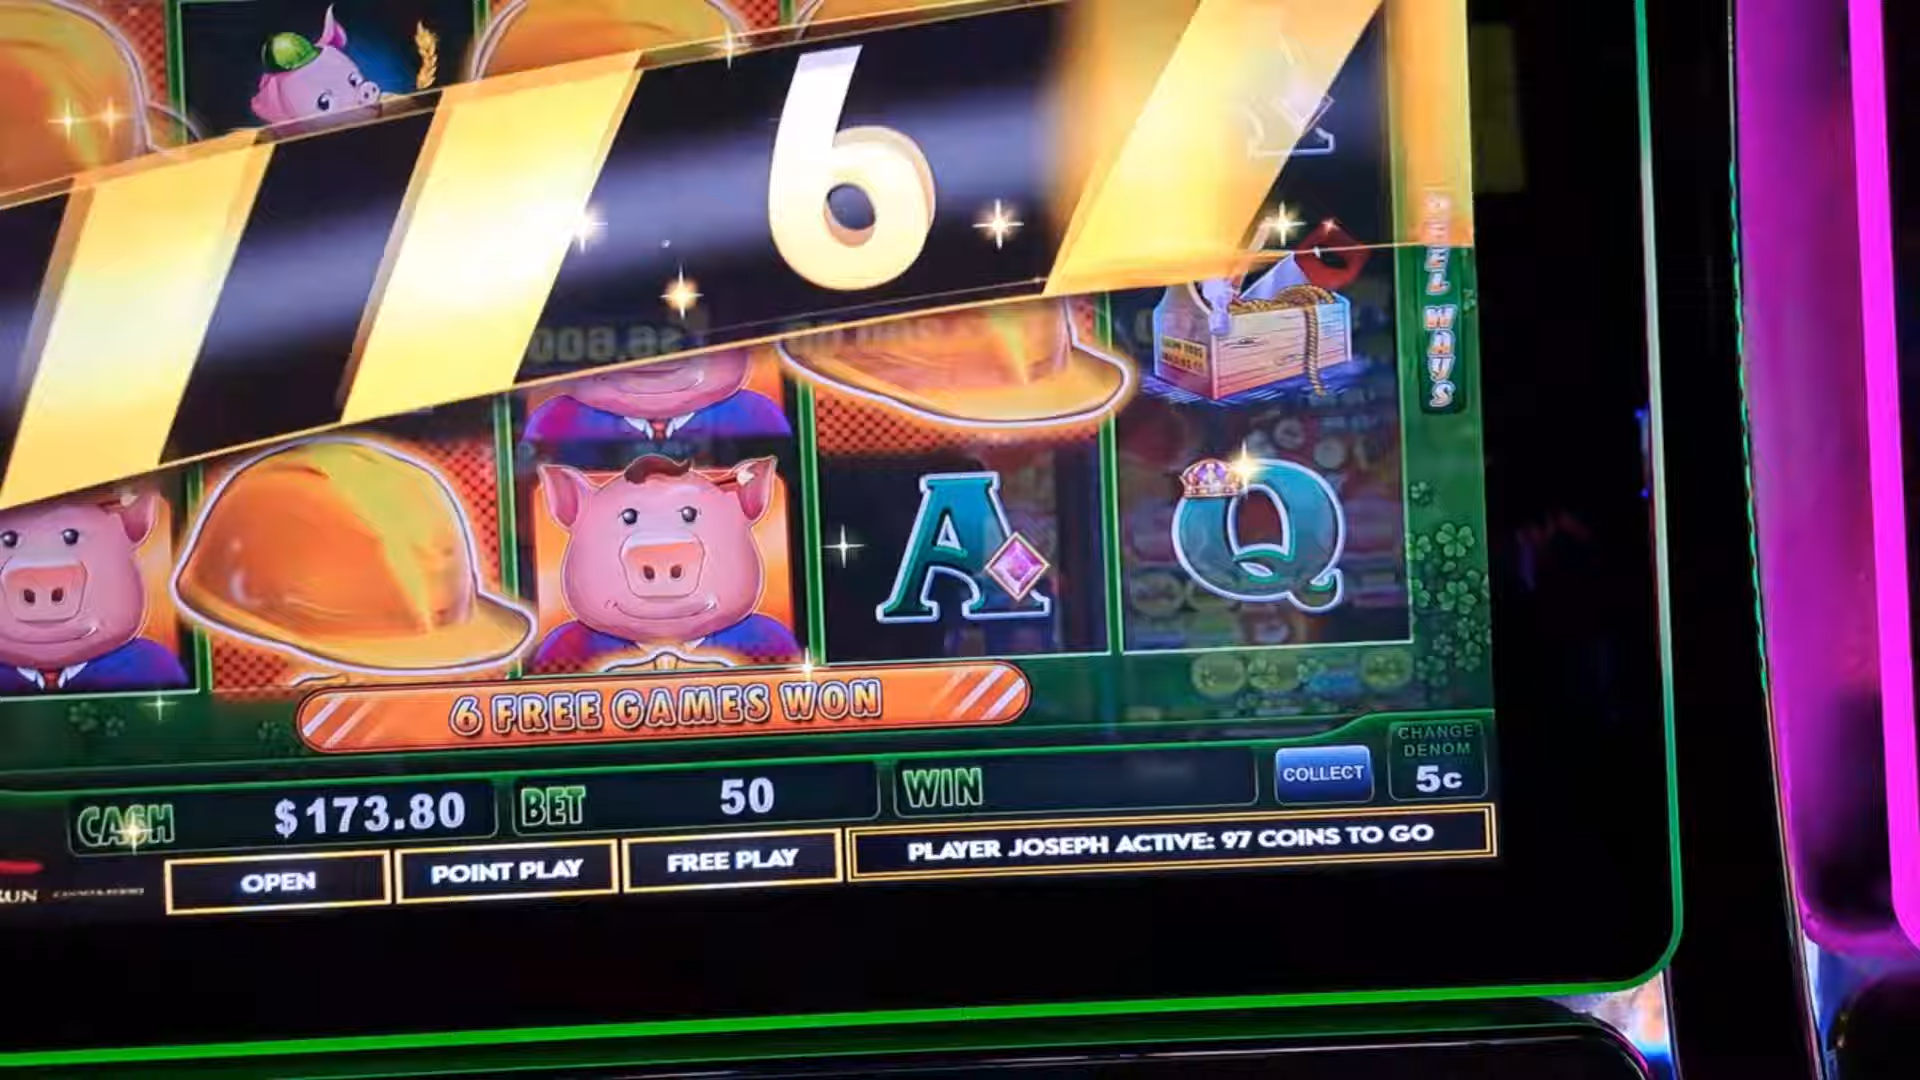 6
REEL WAYS
A
Q
6 FREE GAMES WON
CASH $173.80 BET 50 WIN COLLECT CHANGE DENOM 5c
OPEN POINT PLAY FREE PLAY PLAYER JOSEPH ACTIVE: 97 COINS TO GO